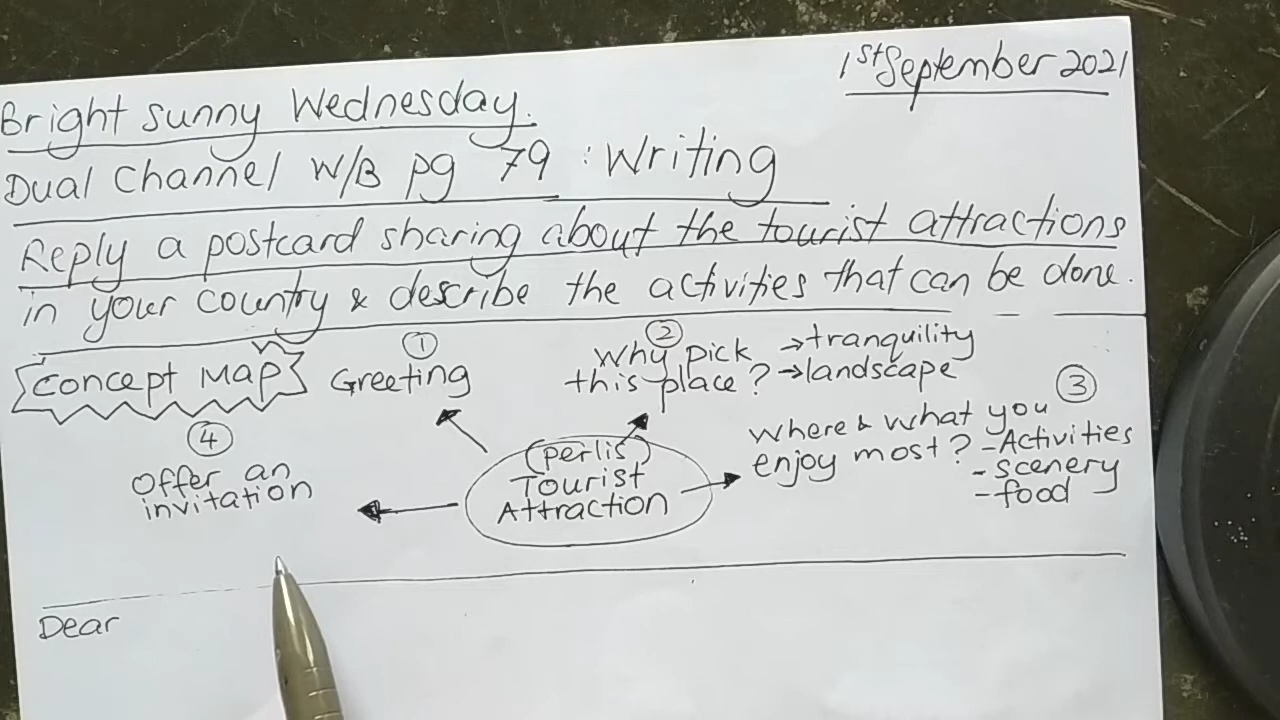 1st September 2021
Bright sunny Wednesday.
Dual Channel W/B pg 79 : Writing
Reply a postcard sharing about the tourist attractions
in your country & describe the activities that can be done.
Concept Map
①
Greeting
②
Why pick
this place?
→tranquility
→landscape
③
Where & what you
enjoy most?
-Activities
-scenery
-food
④
Offer an
invitation
(Perlis)
Tourist
Attraction
Dear